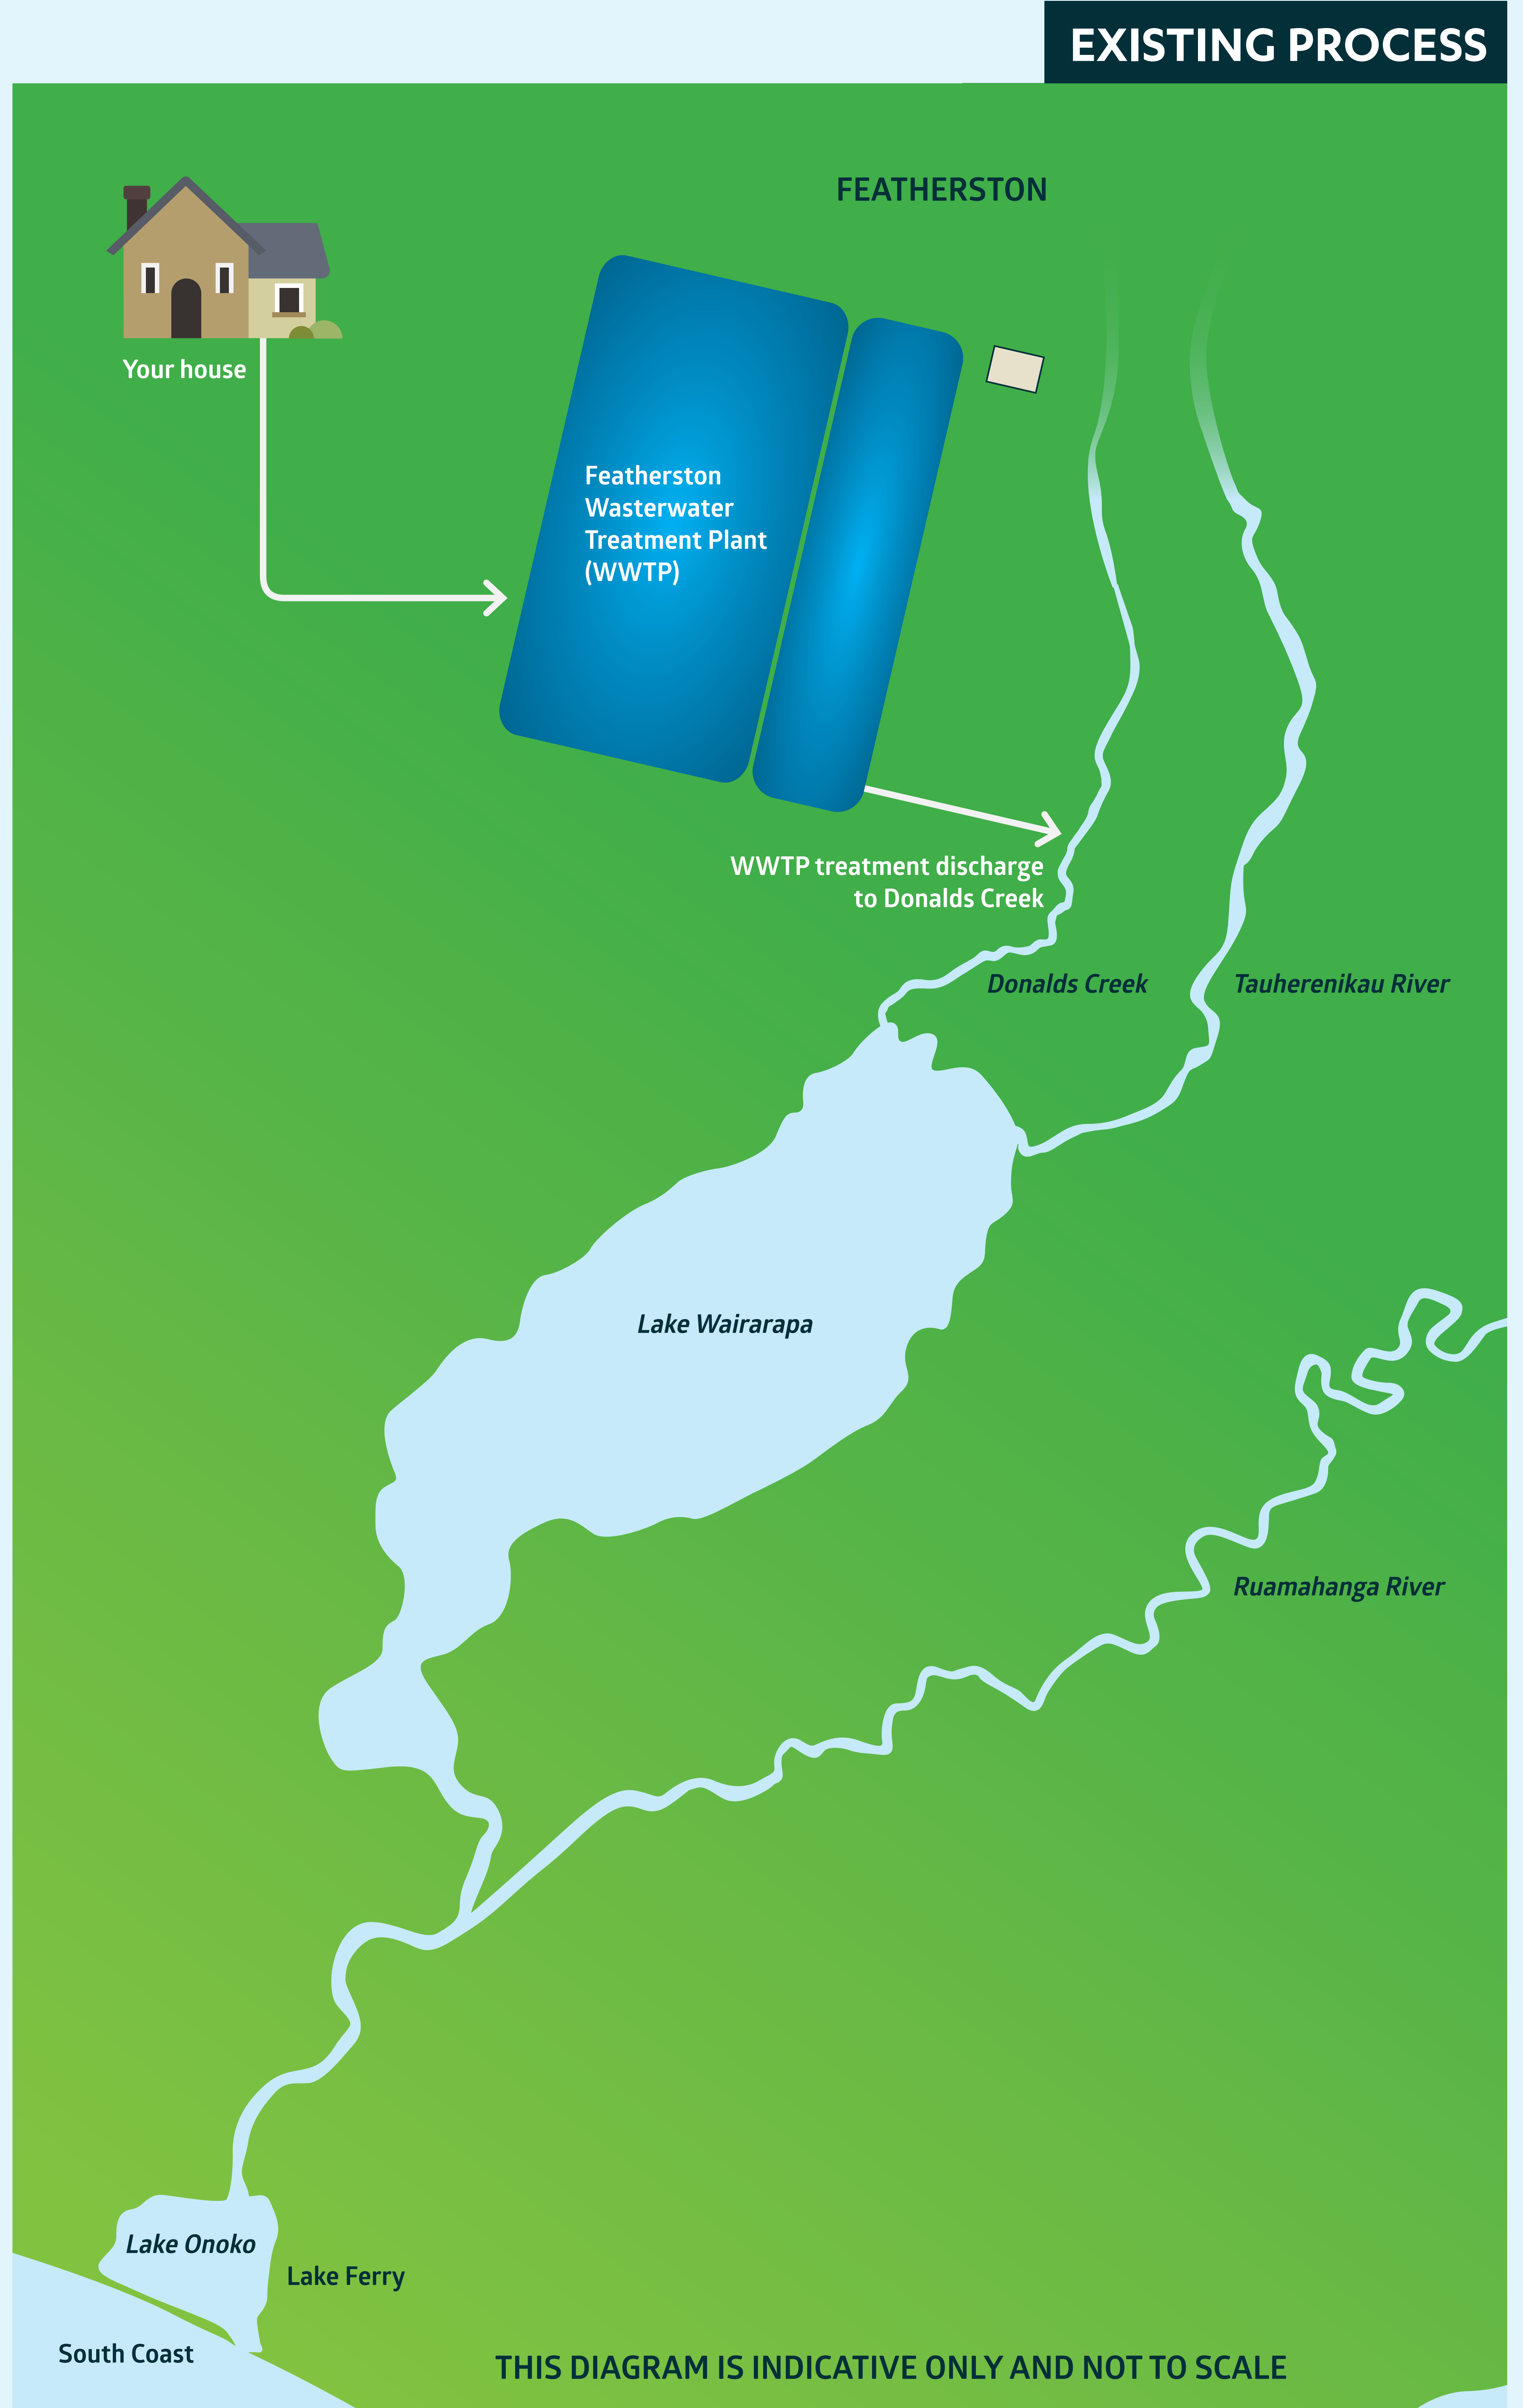 EXISTING PROCESS
FEATHERSTON
Your house
Featherston
Wasterwater
Treatment Plant
(WWTP)
WWTP treatment discharge
to Donalds Creek
Donalds Creek
Tauherenikau River
Lake Wairarapa
Ruamahanga River
Lake Onoko
Lake Ferry
South Coast
THIS DIAGRAM IS INDICATIVE ONLY AND NOT TO SCALE